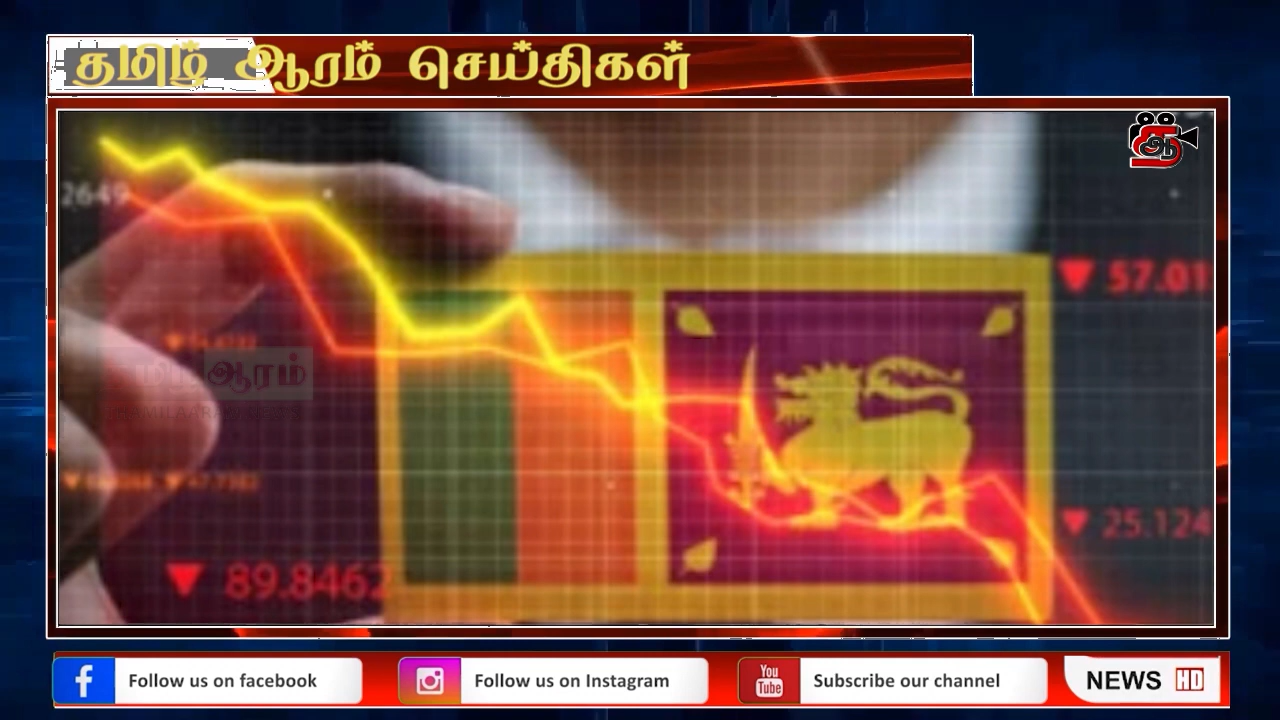 தமிழ் ஆரம் செய்திகள்
2649
57.01
ஆரம்
25.124
89.8462
Follow us on facebook
Follow us on Instagram
You Tube
Subscribe our channel
NEWS HD